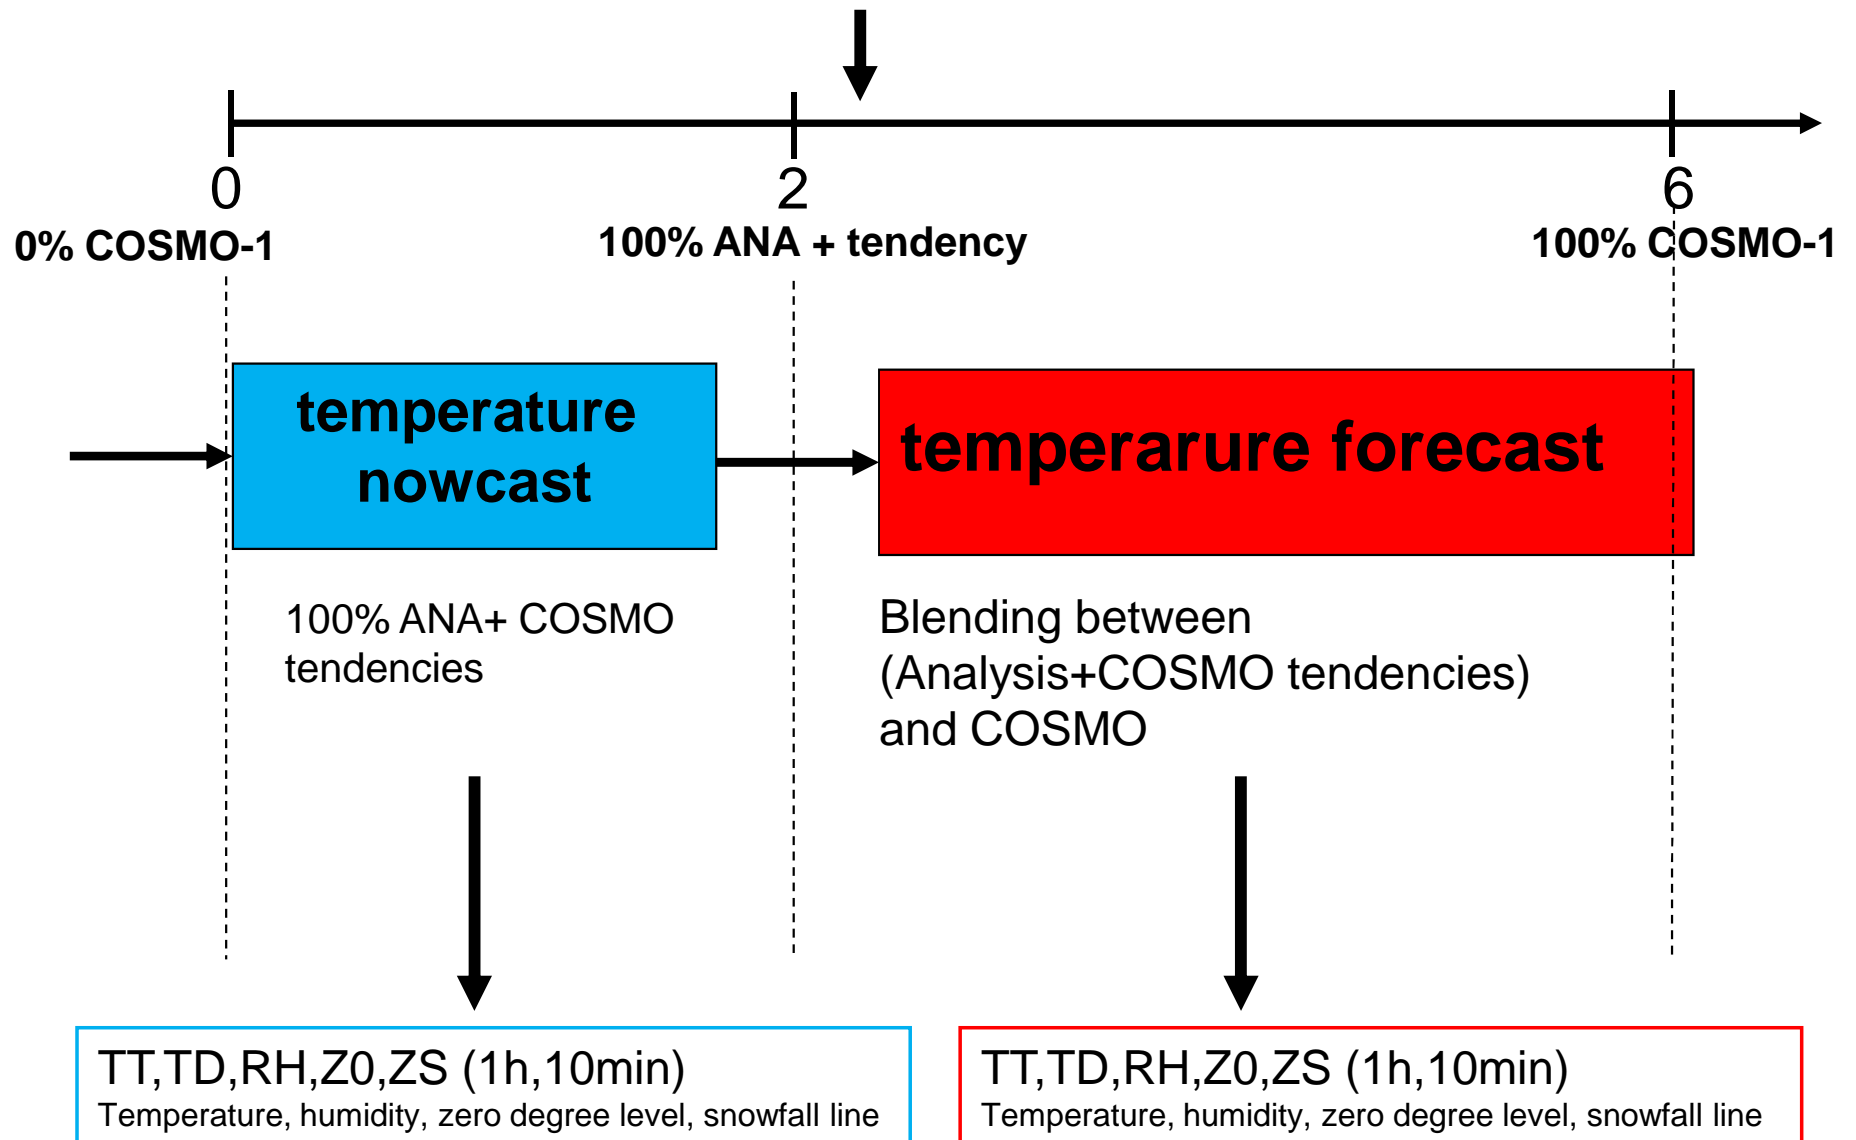 0
2
6
0% COSMO-1
100% ANA + tendency
100% COSMO-1
temperature
nowcast
temperarure forecast
100% ANA+ COSMO
tendencies
Blending between
(Analysis+COSMO tendencies)
and COSMO
TT,TD,RH,Z0,ZS (1h,10min)
Temperature, humidity, zero degree level, snowfall line
TT,TD,RH,Z0,ZS (1h,10min)
Temperature, humidity, zero degree level, snowfall line